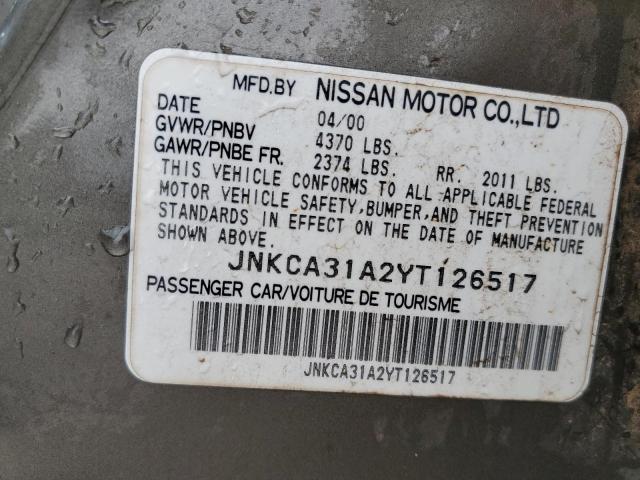 MFD.BY NISSAN MOTOR CO.,LTD
DATE 04/00
GVWR/PNBV 4370 LBS.
GAWR/PNBE FR. 2374 LBS. RR. 2011 LBS.
THIS VEHICLE CONFORMS TO ALL APPLICABLE FEDERAL
MOTOR VEHICLE SAFETY,BUMPER,AND THEFT PREVENTION
STANDARDS IN EFFECT ON THE DATE OF MANUFACTURE
SHOWN ABOVE.
JNKCA31A2YT126517
PASSENGER CAR/VOITURE DE TOURISME
JNKCA31A2YT126517